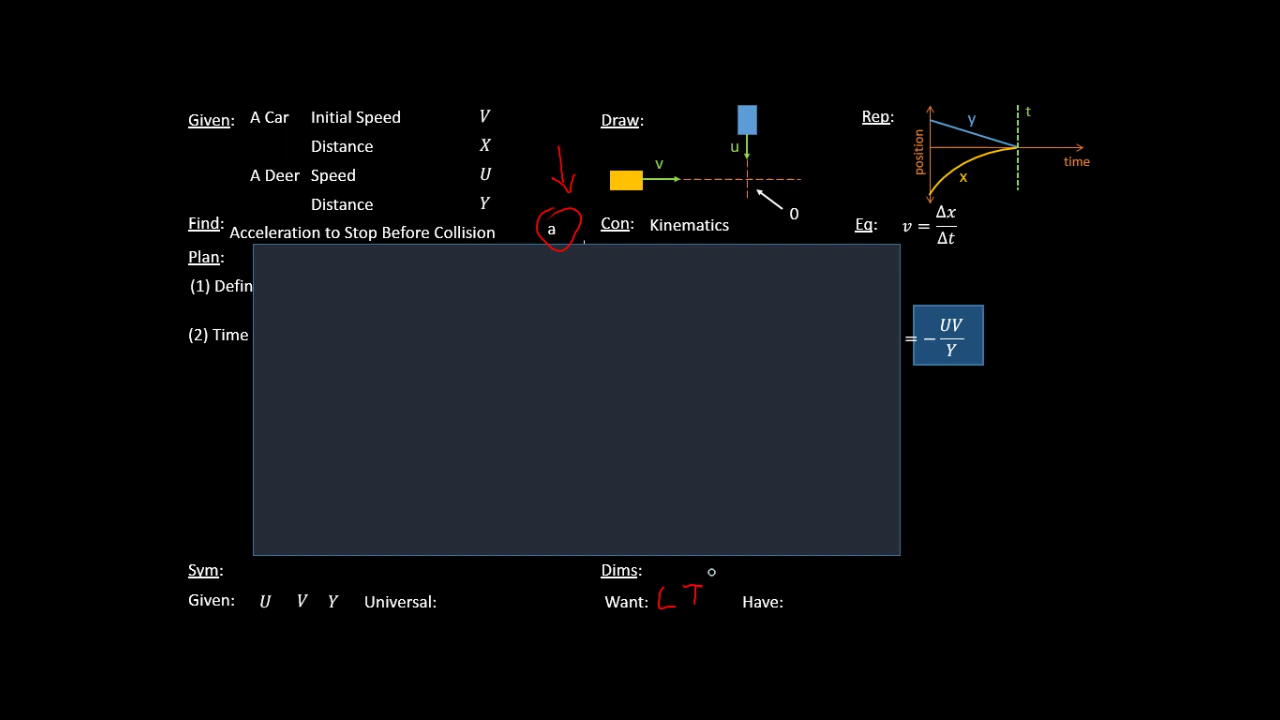 Given: A Car Initial Speed V
Distance X
A Deer Speed U
Distance Y
Find: Acceleration to Stop Before Collision a
Draw:
u
v
0
Rep:
position
y
x
t
time
Con: Kinematics
Eq: v = Δx/Δt
Plan:
(1) Defin
(2) Time
= − UV/Y
Sym:
Given: U V Y Universal:
Dims:
Want: L T Have: